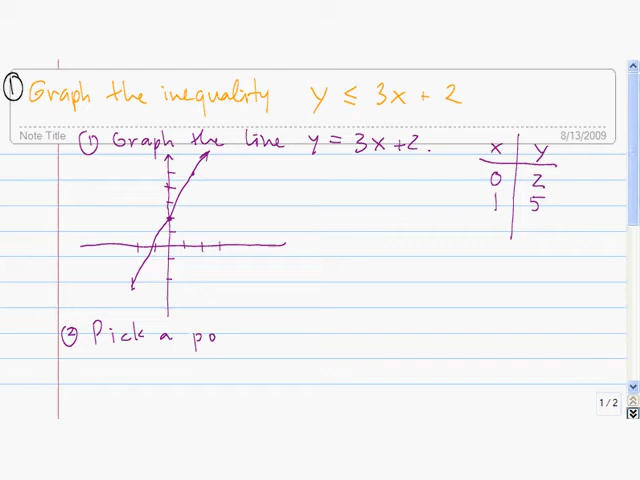 ① Graph the inequality y ≤ 3x + 2
Note Title 8/13/2009
(1) Graph the line y = 3x + 2.
x y
0 2
1 5
② Pick a po
1 / 2